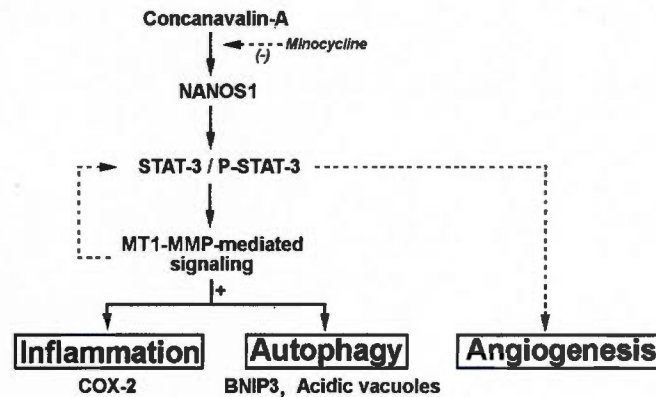 Concanavalin-A
Minocycline
(-)
NANOS1
STAT-3 / P-STAT-3
MT1-MMP-mediated
signaling
+
Inflammation Autophagy Angiogenesis
COX-2 BNIP3, Acidic vacuoles